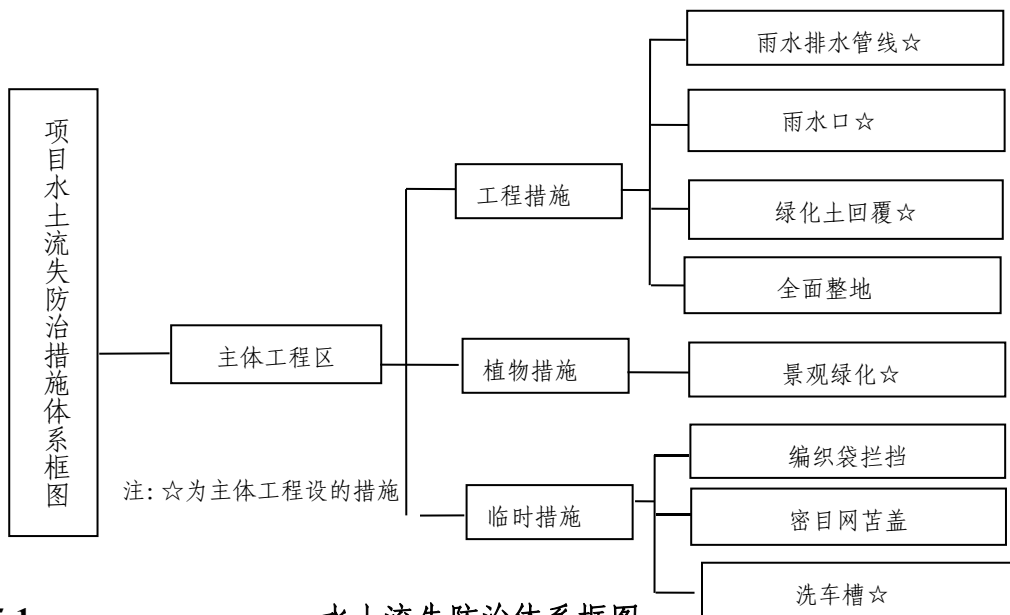 项目水土流失防治措施体系框图
主体工程区
工程措施
雨水排水管线☆
雨水口☆
绿化土回覆☆
全面整地
植物措施
景观绿化☆
临时措施
编织袋拦挡
密目网苫盖
洗车槽☆
注：☆为主体工程设的措施
水土流失防治体系框图